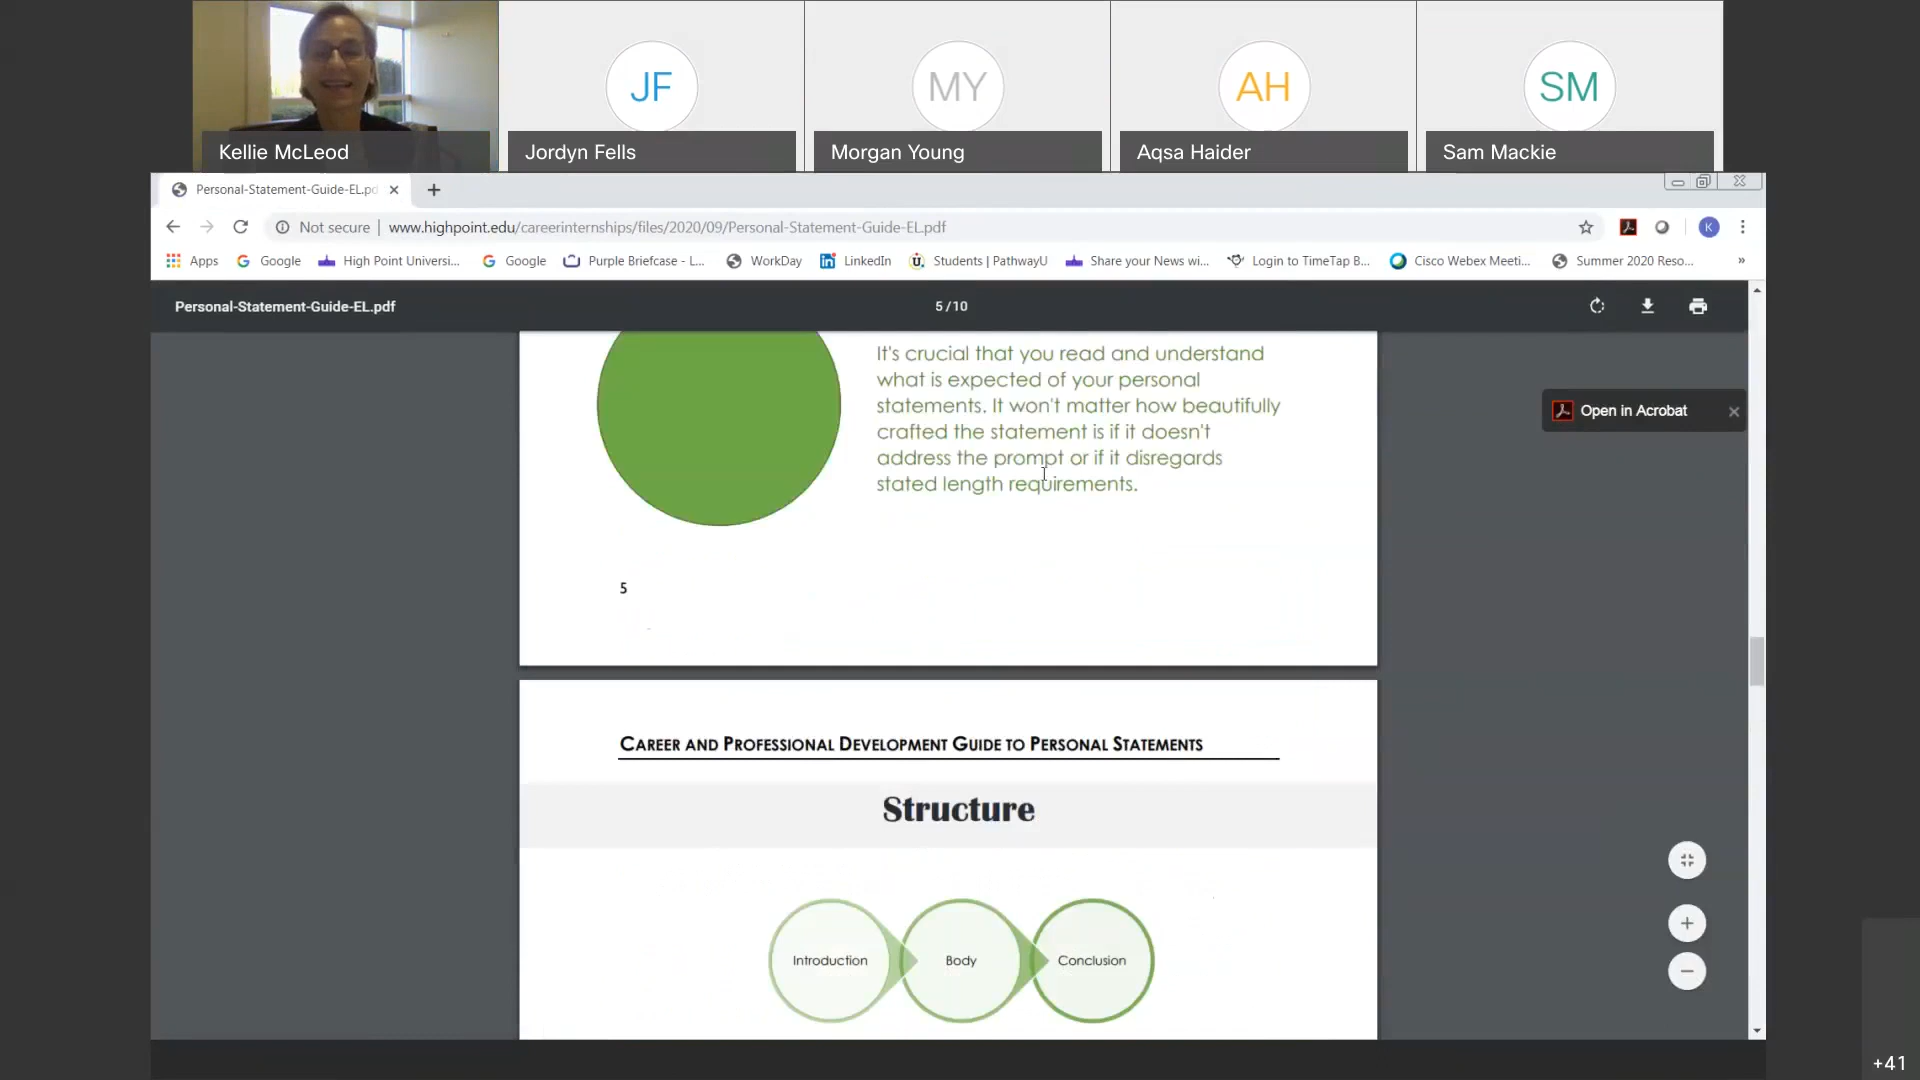 JF
MY
AH
SM
Kellie McLeod
Jordyn Fells
Morgan Young
Aqsa Haider
Sam Mackie
Personal-Statement-Guide-EL.pd
Not secure | www.highpoint.edu/careerinternships/files/2020/09/Personal-Statement-Guide-EL.pdf
K
Apps Google High Point Universi... Google Purple Briefcase - L... WorkDay LinkedIn Students | PathwayU Share your News wi... Login to TimeTap B... Cisco Webex Meeti... Summer 2020 Reso... »
Personal-Statement-Guide-EL.pdf
5 / 10
It's crucial that you read and understand
what is expected of your personal
statements. It won't matter how beautifully
crafted the statement is if it doesn't
address the prompt or if it disregards
stated length requirements.
Open in Acrobat
5
CAREER AND PROFESSIONAL DEVELOPMENT GUIDE TO PERSONAL STATEMENTS
Structure
Introduction
Body
Conclusion
+41